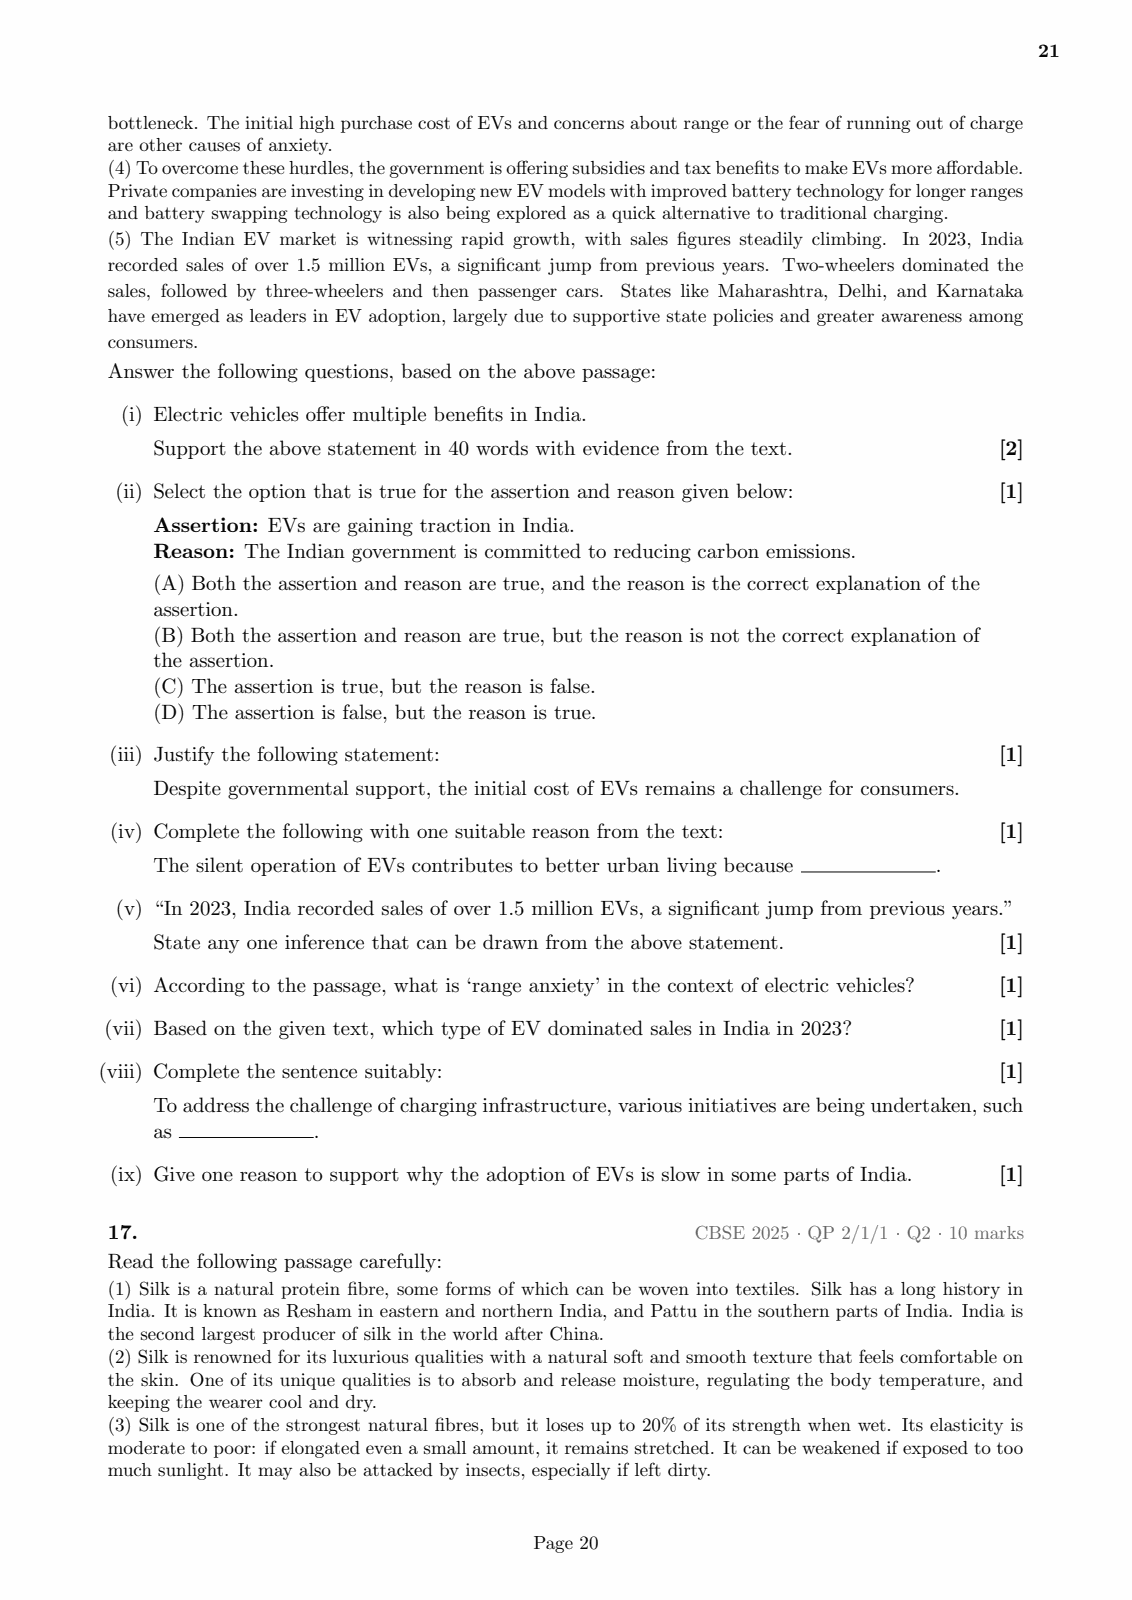 21
bottleneck. The initial high purchase cost of EVs and concerns about range or the fear of running out of charge
are other causes of anxiety.
(4) To overcome these hurdles, the government is offering subsidies and tax benefits to make EVs more affordable.
Private companies are investing in developing new EV models with improved battery technology for longer ranges
and battery swapping technology is also being explored as a quick alternative to traditional charging.
(5) The Indian EV market is witnessing rapid growth, with sales figures steadily climbing. In 2023, India
recorded sales of over 1.5 million EVs, a significant jump from previous years. Two-wheelers dominated the
sales, followed by three-wheelers and then passenger cars. States like Maharashtra, Delhi, and Karnataka
have emerged as leaders in EV adoption, largely due to supportive state policies and greater awareness among
consumers.
Answer the following questions, based on the above passage:
(i) Electric vehicles offer multiple benefits in India.
Support the above statement in 40 words with evidence from the text. [2]
(ii) Select the option that is true for the assertion and reason given below: [1]
Assertion: EVs are gaining traction in India.
Reason: The Indian government is committed to reducing carbon emissions.
(A) Both the assertion and reason are true, and the reason is the correct explanation of the
assertion.
(B) Both the assertion and reason are true, but the reason is not the correct explanation of
the assertion.
(C) The assertion is true, but the reason is false.
(D) The assertion is false, but the reason is true.
(iii) Justify the following statement: [1]
Despite governmental support, the initial cost of EVs remains a challenge for consumers.
(iv) Complete the following with one suitable reason from the text: [1]
The silent operation of EVs contributes to better urban living because ____________.
(v) “In 2023, India recorded sales of over 1.5 million EVs, a significant jump from previous years.”
State any one inference that can be drawn from the above statement. [1]
(vi) According to the passage, what is ‘range anxiety’ in the context of electric vehicles? [1]
(vii) Based on the given text, which type of EV dominated sales in India in 2023? [1]
(viii) Complete the sentence suitably: [1]
To address the challenge of charging infrastructure, various initiatives are being undertaken, such
as ____________.
(ix) Give one reason to support why the adoption of EVs is slow in some parts of India. [1]
17. CBSE 2025 · QP 2/1/1 · Q2 · 10 marks
Read the following passage carefully:
(1) Silk is a natural protein fibre, some forms of which can be woven into textiles. Silk has a long history in
India. It is known as Resham in eastern and northern India, and Pattu in the southern parts of India. India is
the second largest producer of silk in the world after China.
(2) Silk is renowned for its luxurious qualities with a natural soft and smooth texture that feels comfortable on
the skin. One of its unique qualities is to absorb and release moisture, regulating the body temperature, and
keeping the wearer cool and dry.
(3) Silk is one of the strongest natural fibres, but it loses up to 20% of its strength when wet. Its elasticity is
moderate to poor: if elongated even a small amount, it remains stretched. It can be weakened if exposed to too
much sunlight. It may also be attacked by insects, especially if left dirty.
Page 20